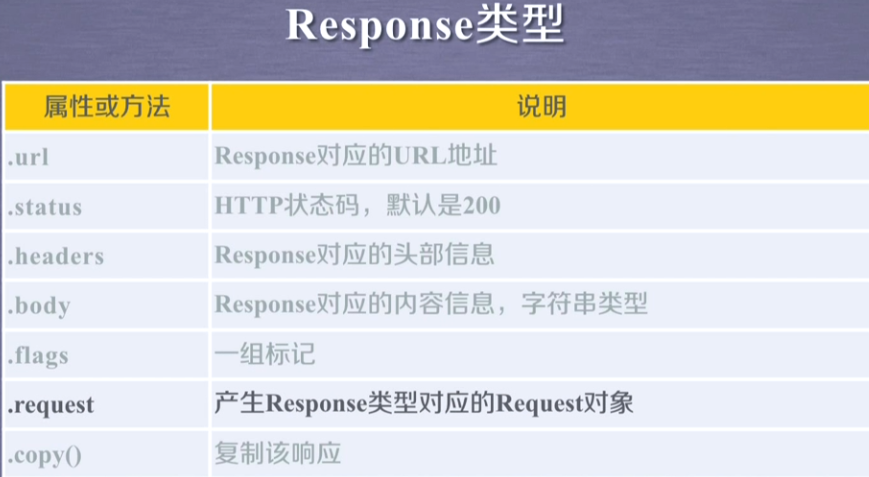 Response类型
属性或方法 说明
.url Response对应的URL地址
.status HTTP状态码，默认是200
.headers Response对应的头部信息
.body Response对应的内容信息，字符串类型
.flags 一组标记
.request 产生Response类型对应的Request对象
.copy() 复制该响应